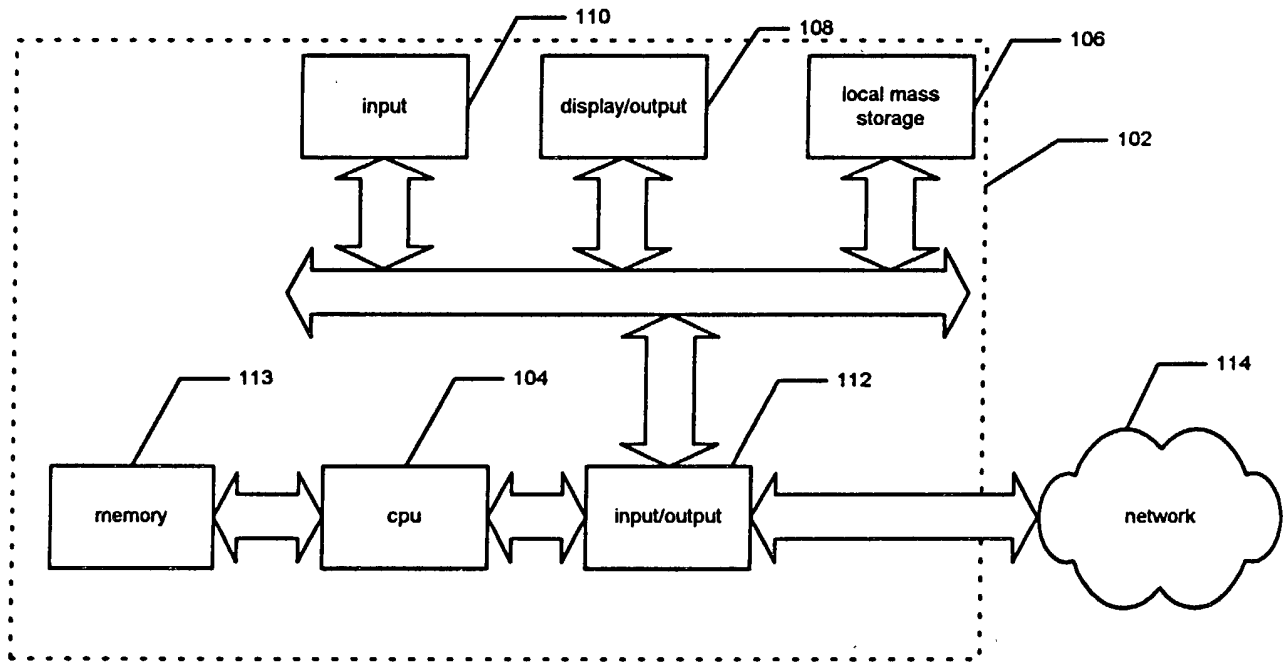 110
108
106
input
display/output
local mass
storage
102
113
104
112
114
memory
cpu
input/output
network